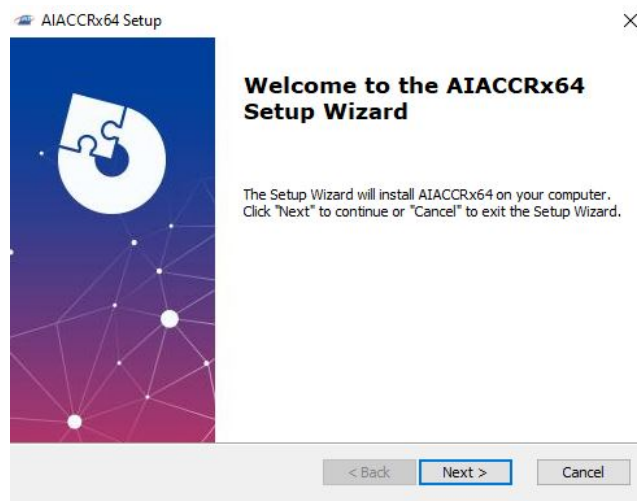 AIACCRx64 Setup
Welcome to the AIACCRx64
Setup Wizard
The Setup Wizard will install AIACCRx64 on your computer.
Click "Next" to continue or "Cancel" to exit the Setup Wizard.
< Back Next > Cancel